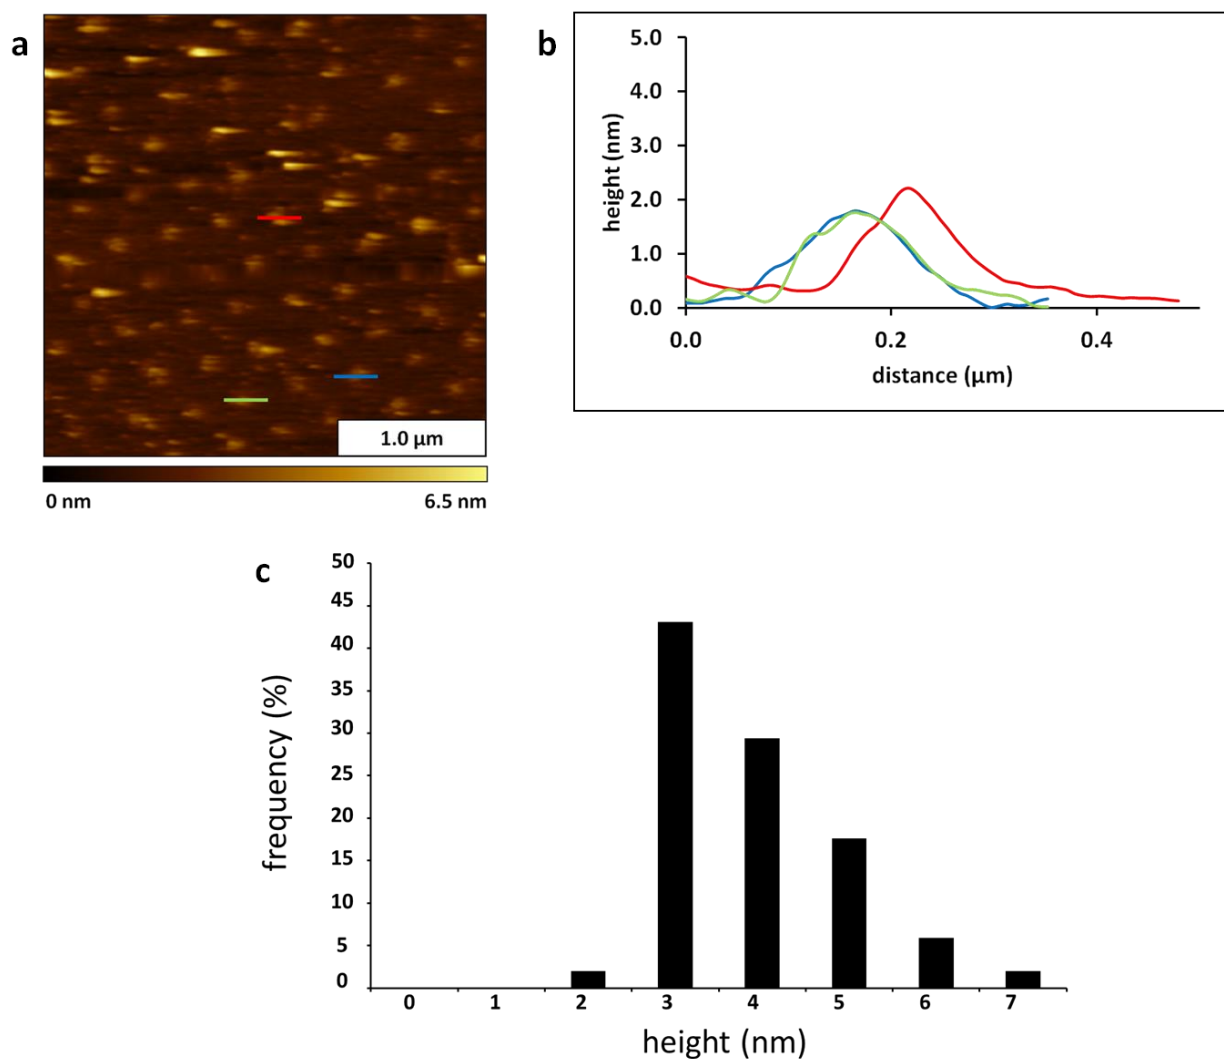 a
1.0 µm
0 nm 6.5 nm
b
5.0
4.0
3.0
2.0
1.0
0.0
height (nm)
0.0 0.2 0.4
distance (µm)
c
50
45
40
35
30
25
20
15
10
5
0
frequency (%)
0 1 2 3 4 5 6 7
height (nm)